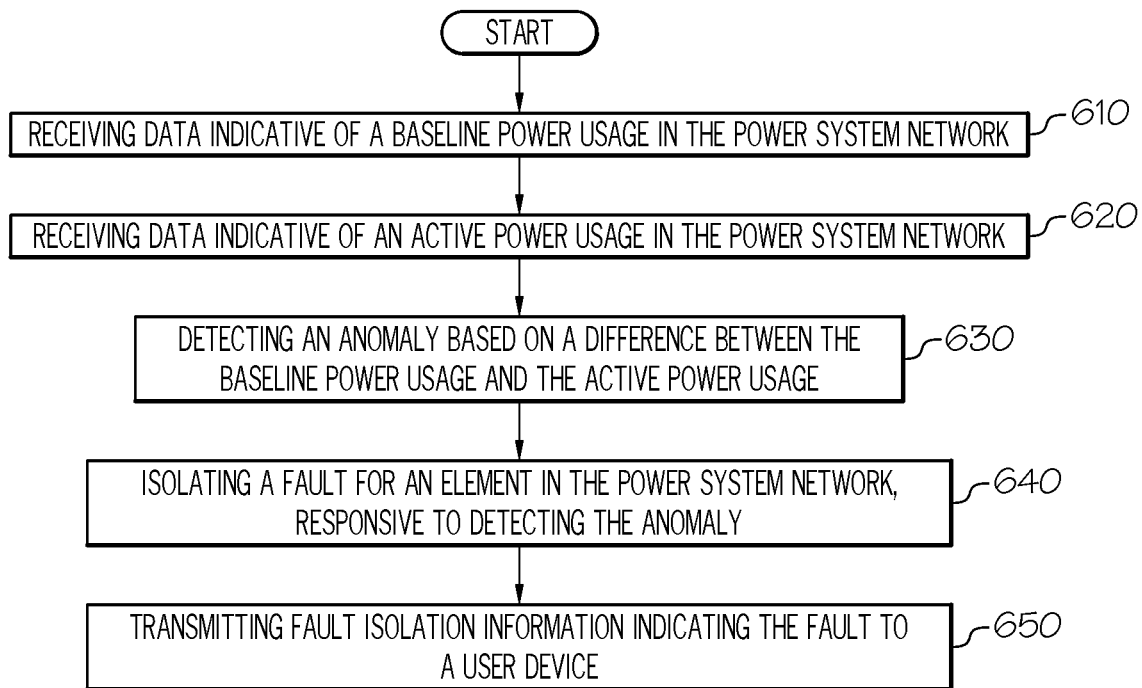 START
RECEIVING DATA INDICATIVE OF A BASELINE POWER USAGE IN THE POWER SYSTEM NETWORK
610
RECEIVING DATA INDICATIVE OF AN ACTIVE POWER USAGE IN THE POWER SYSTEM NETWORK
620
DETECTING AN ANOMALY BASED ON A DIFFERENCE BETWEEN THE
BASELINE POWER USAGE AND THE ACTIVE POWER USAGE
630
ISOLATING A FAULT FOR AN ELEMENT IN THE POWER SYSTEM NETWORK,
RESPONSIVE TO DETECTING THE ANOMALY
640
TRANSMITTING FAULT ISOLATION INFORMATION INDICATING THE FAULT TO
A USER DEVICE
650